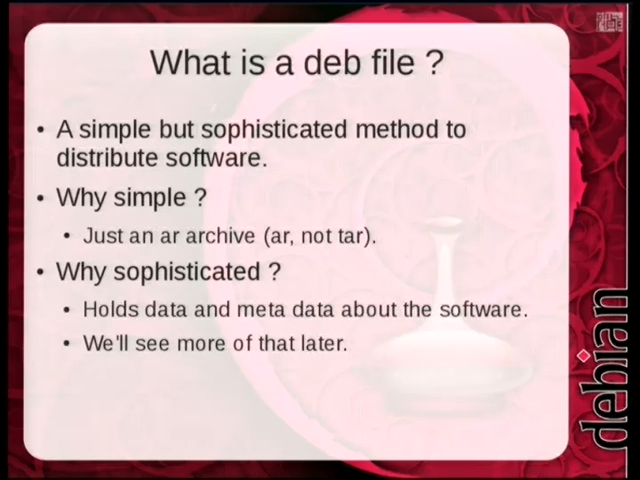 What is a deb file ?
• A simple but sophisticated method to
distribute software.
• Why simple ?
• Just an ar archive (ar, not tar).
• Why sophisticated ?
• Holds data and meta data about the software.
• We'll see more of that later.
debian